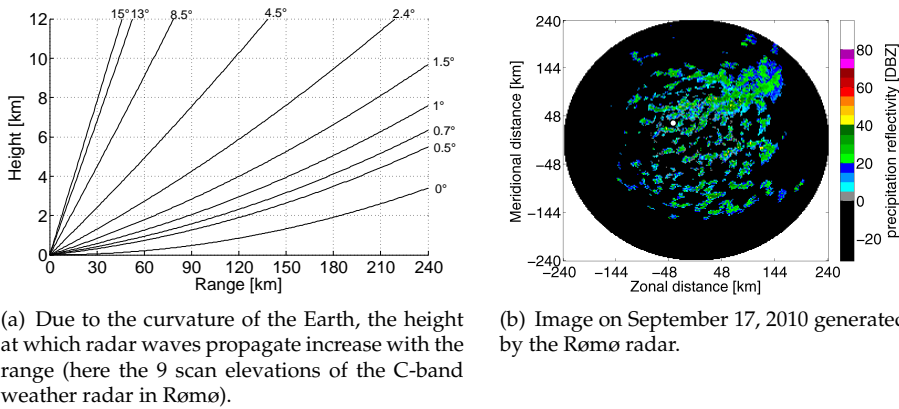 15° 13° 8.5° 4.5° 2.4°
1.5°
1°
0.7°
0.5°
0°
12
10
8
6
4
2
0
Height [km]
0 30 60 90 120 150 180 210 240
Range [km]
240
144
48
−48
−144
−240
Meridional distance [km]
−240 −144 −48 48 144 240
Zonal distance [km]
80
60
40
20
0
−20
precipitation reflectivity [DBZ]
(a) Due to the curvature of the Earth, the height
at which radar waves propagate increase with the
range (here the 9 scan elevations of the C-band
weather radar in Rømø).
(b) Image on September 17, 2010 generated
by the Rømø radar.